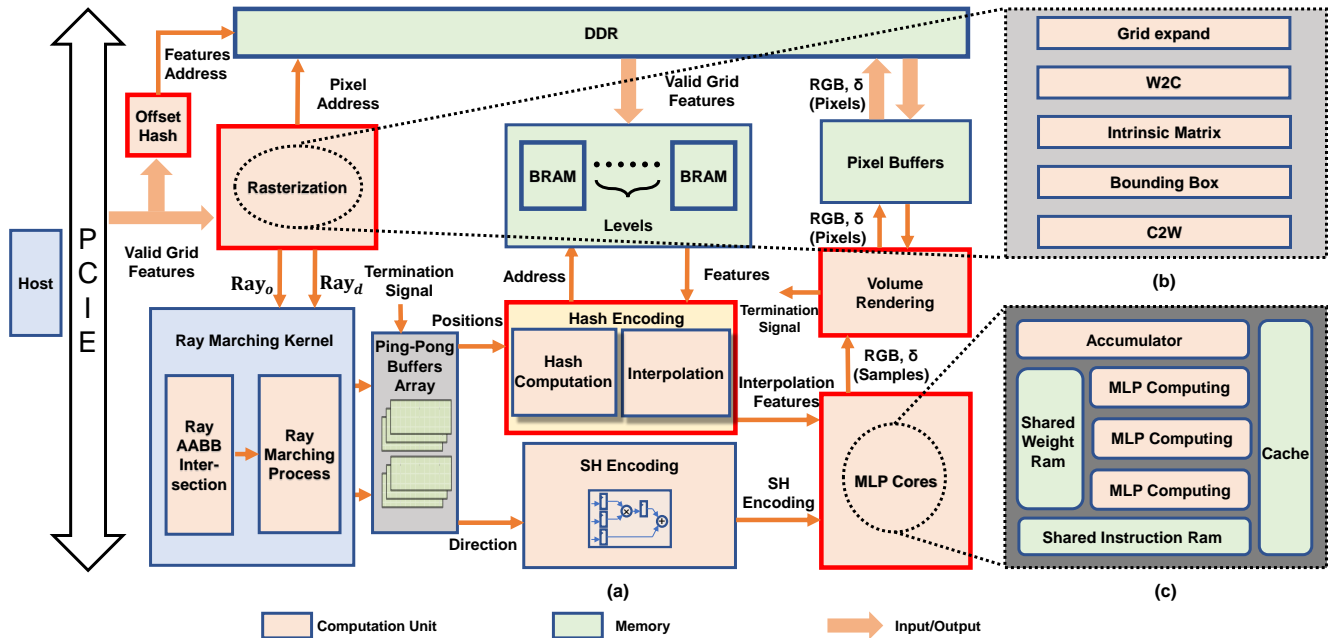 DDR
Features
Address
Pixel
Address
Valid Grid
Features
RGB, δ
(Pixels)
Offset
Hash
Rasterization
BRAM
......
BRAM
Levels
Pixel Buffers
PCIE
Host
Valid Grid
Features
Ray_o
Ray_d
Termination
Signal
Positions
Address
Features
RGB, δ
(Pixels)
Termination
Signal
Volume
Rendering
Ray Marching Kernel
Ray
AABB
Inter-
section
Ray
Marching
Process
Ping-Pong
Buffers
Array
Hash Encoding
Hash
Computation
Interpolation
RGB, δ
(Samples)
Interpolation
Features
Direction
SH Encoding
SH
Encoding
MLP Cores
(a)
Grid expand
W2C
Intrinsic Matrix
Bounding Box
C2W
(b)
Accumulator
Shared
Weight
Ram
MLP Computing
MLP Computing
MLP Computing
Cache
Shared Instruction Ram
(c)
Computation Unit
Memory
Input/Output